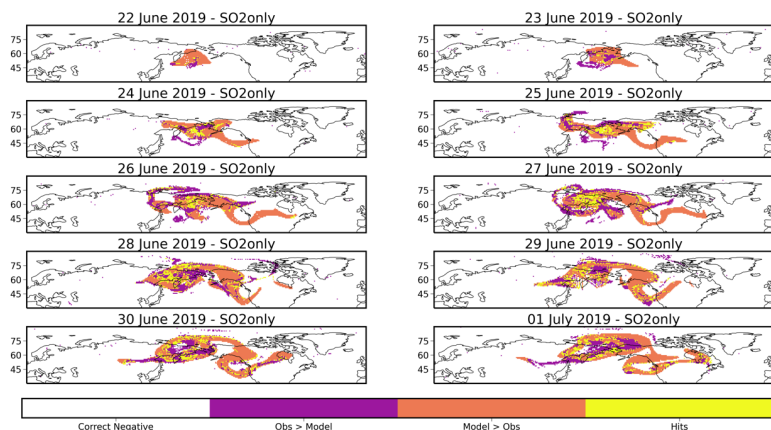 22 June 2019 - SO2only
23 June 2019 - SO2only
75
60
45
75
60
45
24 June 2019 - SO2only
25 June 2019 - SO2only
75
60
45
75
60
45
26 June 2019 - SO2only
27 June 2019 - SO2only
75
60
45
75
60
45
28 June 2019 - SO2only
29 June 2019 - SO2only
75
60
45
75
60
45
30 June 2019 - SO2only
01 July 2019 - SO2only
75
60
45
75
60
45
Correct Negative
Obs > Model
Model > Obs
Hits